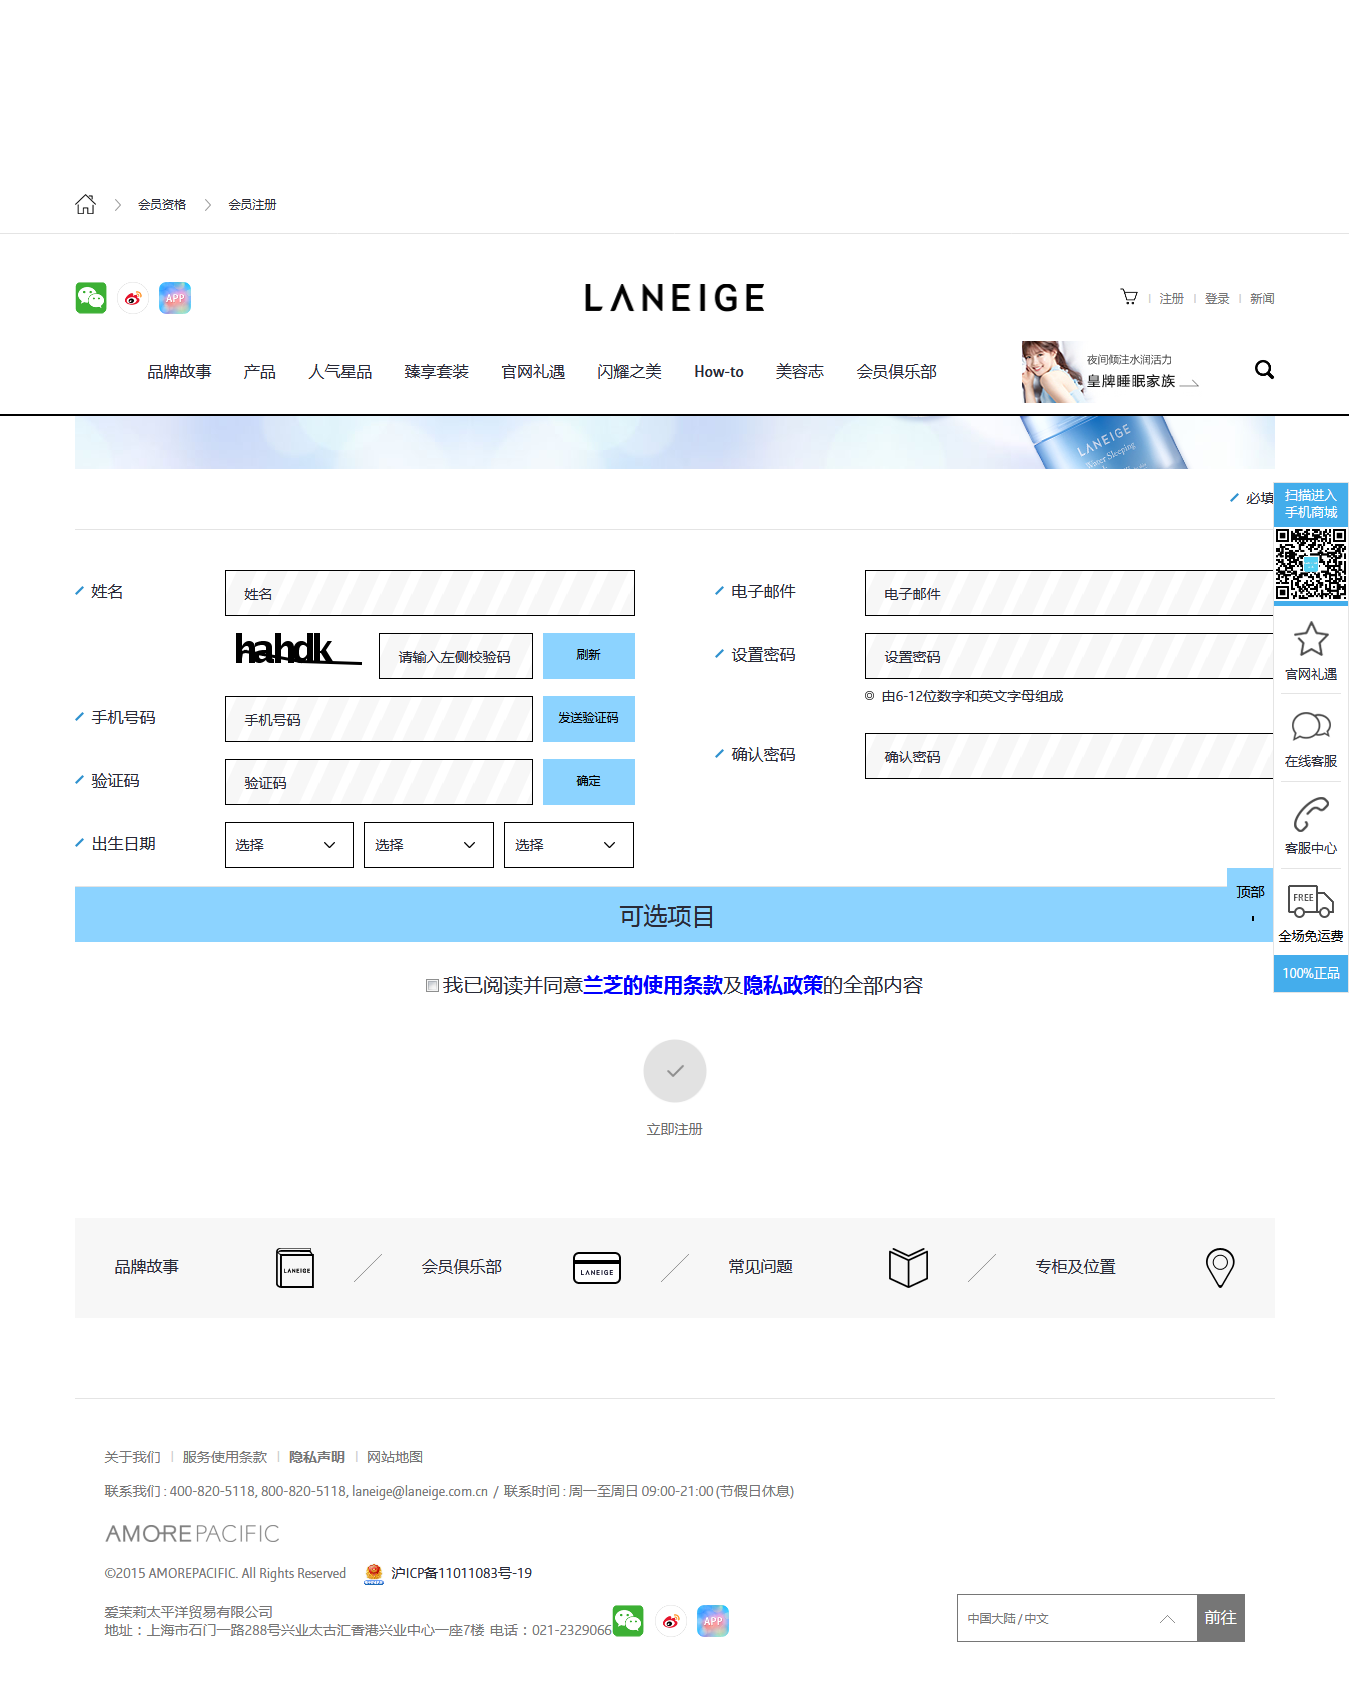 会员资格 会员注册
APP LANEIGE 注册 登录 新闻
品牌故事 产品 人气星品 臻享套装 官网礼遇 闪耀之美 How-to 美容志 会员俱乐部
夜间倾注水润活力
皇牌睡眠家族
LANEIGE
Water Sleeping
必填
扫描进入
手机商城
姓名 姓名
电子邮件 电子邮件
hahdk 请输入左侧校验码 刷新
设置密码 设置密码
由6-12位数字和英文字母组成
手机号码 手机号码 发送验证码
确认密码 确认密码
验证码 验证码 确定
出生日期 选择 选择 选择
官网礼遇
在线客服
客服中心
FREE
全场免运费
100%正品
顶部
可选项目
我已阅读并同意兰芝的使用条款及隐私政策的全部内容
立即注册
品牌故事 LANEIGE 会员俱乐部 LANEIGE 常见问题 专柜及位置
关于我们 服务使用条款 隐私声明 网站地图
联系我们 : 400-820-5118, 800-820-5118, laneige@laneige.com.cn / 联系时间 : 周一至周日 09:00-21:00 (节假日休息)
AMOREPACIFIC
©2015 AMOREPACIFIC. All Rights Reserved 沪ICP备11011083号-19
爱茉莉太平洋贸易有限公司
地址：上海市石门一路288号兴业太古汇香港兴业中心一座7楼 电话：021-2329066 APP
中国大陆 / 中文 前往